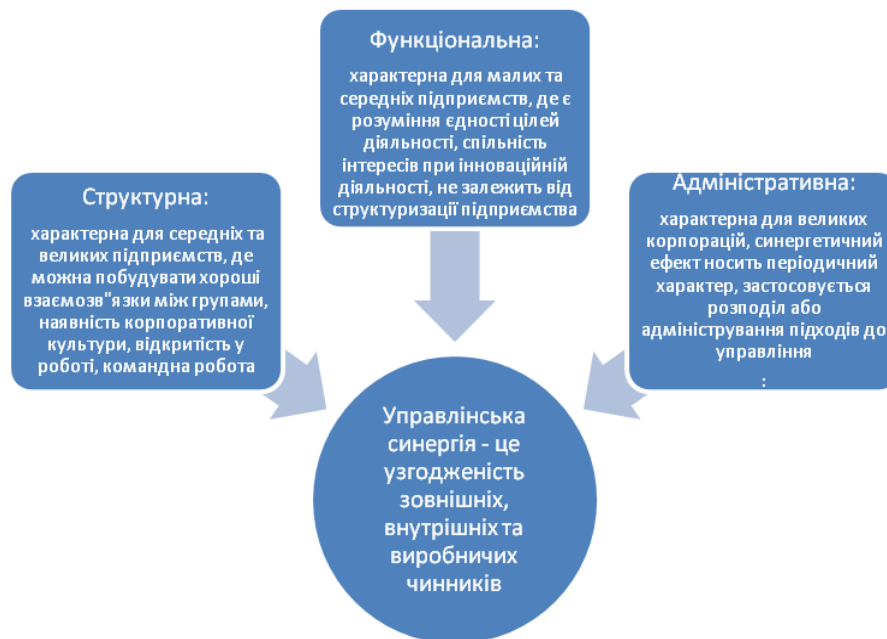 Функціональна:
характерна для малих та
середніх підприємств, де є
розуміння єдності цілей
діяльності, спільність
інтересів при інноваційній
діяльності, не залежить від
структуризації підприємства
Структурна:
характерна для середніх та
великих підприємств, де
можна побудувати хороші
взаємозв"язки між групами,
наявність корпоративної
культури, відкритість у
роботі, командна робота
Адміністративна:
характерна для великих
корпорацій, синергетичний
ефект носить періодичний
характер, застосовується
розподіл або
адміністрування підходів до
управління
:
Управлінська
синергія - це
узгодженість
зовнішніх,
внутрішніх та
виробничих
чинників